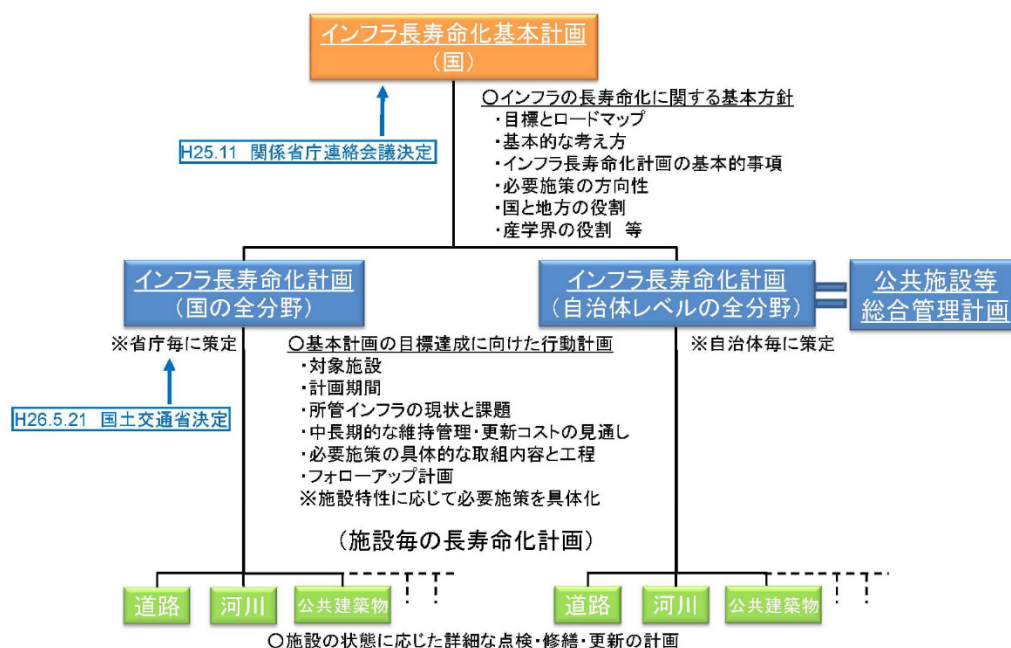 インフラ長寿命化基本計画
(国)
H25.11 関係省庁連絡会議決定
○インフラの長寿命化に関する基本方針
・目標とロードマップ
・基本的な考え方
・インフラ長寿命化計画の基本的事項
・必要施策の方向性
・国と地方の役割
・産学界の役割 等
インフラ長寿命化計画
(国の全分野)
インフラ長寿命化計画
(自治体レベルの全分野)
公共施設等
総合管理計画
※省庁毎に策定
※自治体毎に策定
H26.5.21 国土交通省決定
○基本計画の目標達成に向けた行動計画
・対象施設
・計画期間
・所管インフラの現状と課題
・中長期的な維持管理・更新コストの見通し
・必要施策の具体的な取組内容と工程
・フォローアップ計画
※施設特性に応じて必要施策を具体化
(施設毎の長寿命化計画)
道路
河川
公共建築物
道路
河川
公共建築物
○施設の状態に応じた詳細な点検・修繕・更新の計画